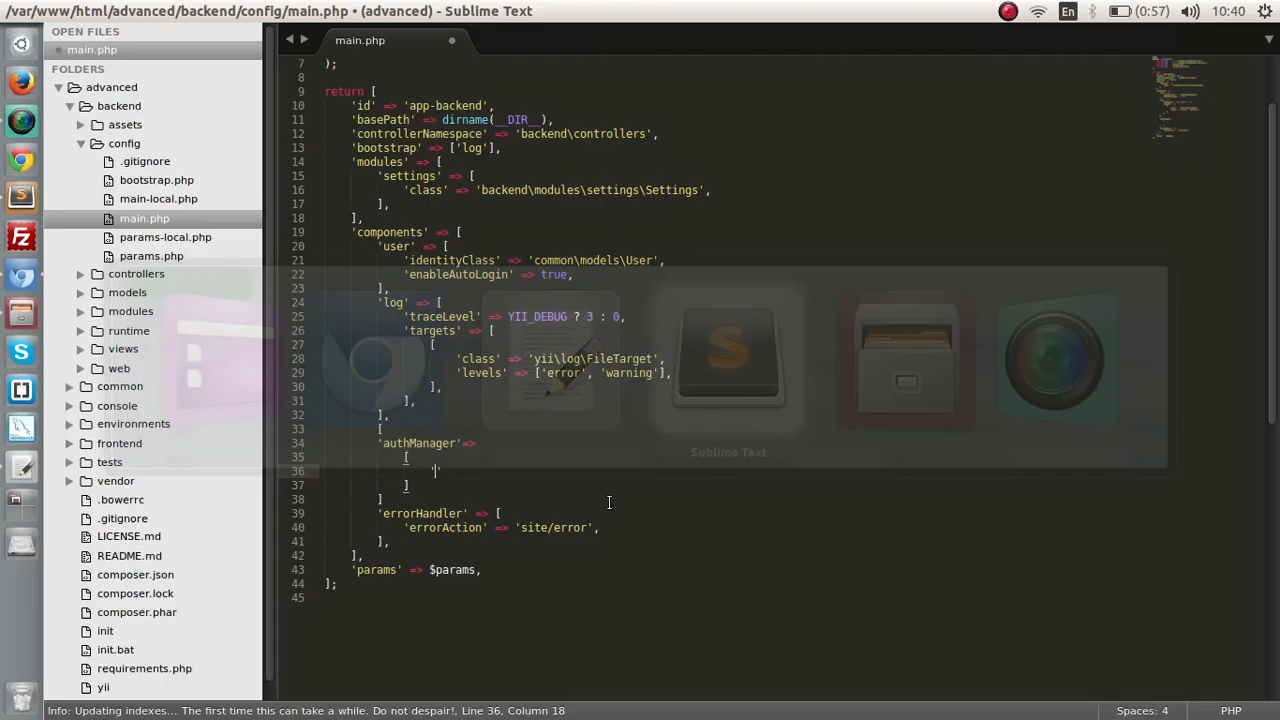 /var/www/html/advanced/backend/config/main.php • (advanced) - Sublime Text
En
(0:57)
10:40
OPEN FILES
main.php
FOLDERS
advanced
backend
assets
config
.gitignore
bootstrap.php
main-local.php
main.php
params-local.php
params.php
controllers
models
modules
runtime
views
web
common
console
environments
frontend
tests
vendor
.bowerrc
.gitignore
LICENSE.md
README.md
composer.json
composer.lock
composer.phar
init
init.bat
requirements.php
yii
main.php
7 );
8
9 return [
10 'id' => 'app-backend',
11 'basePath' => dirname(__DIR__),
12 'controllerNamespace' => 'backend\controllers',
13 'bootstrap' => ['log'],
14 'modules' => [
15 'settings' => [
16 'class' => 'backend\modules\settings\Settings',
17 ],
18 ],
19 'components' => [
20 'user' => [
21 'identityClass' => 'common\models\User',
22 'enableAutoLogin' => true,
23 ],
24 'log' => [
25 'traceLevel' => YII_DEBUG ? 3 : 0,
26 'targets' => [
27 [
28 'class' => 'yii\log\FileTarget',
29 'levels' => ['error', 'warning'],
30 ],
31 ],
32 ],
33 [
34 'authManager'=>
35 [
36 ''
37 ]
38 ]
39 'errorHandler' => [
40 'errorAction' => 'site/error',
41 ],
42 ],
43 'params' => $params,
44 ];
45
Sublime Text
Info: Updating indexes... The first time this can take a while. Do not despair!, Line 36, Column 18
Spaces: 4
PHP